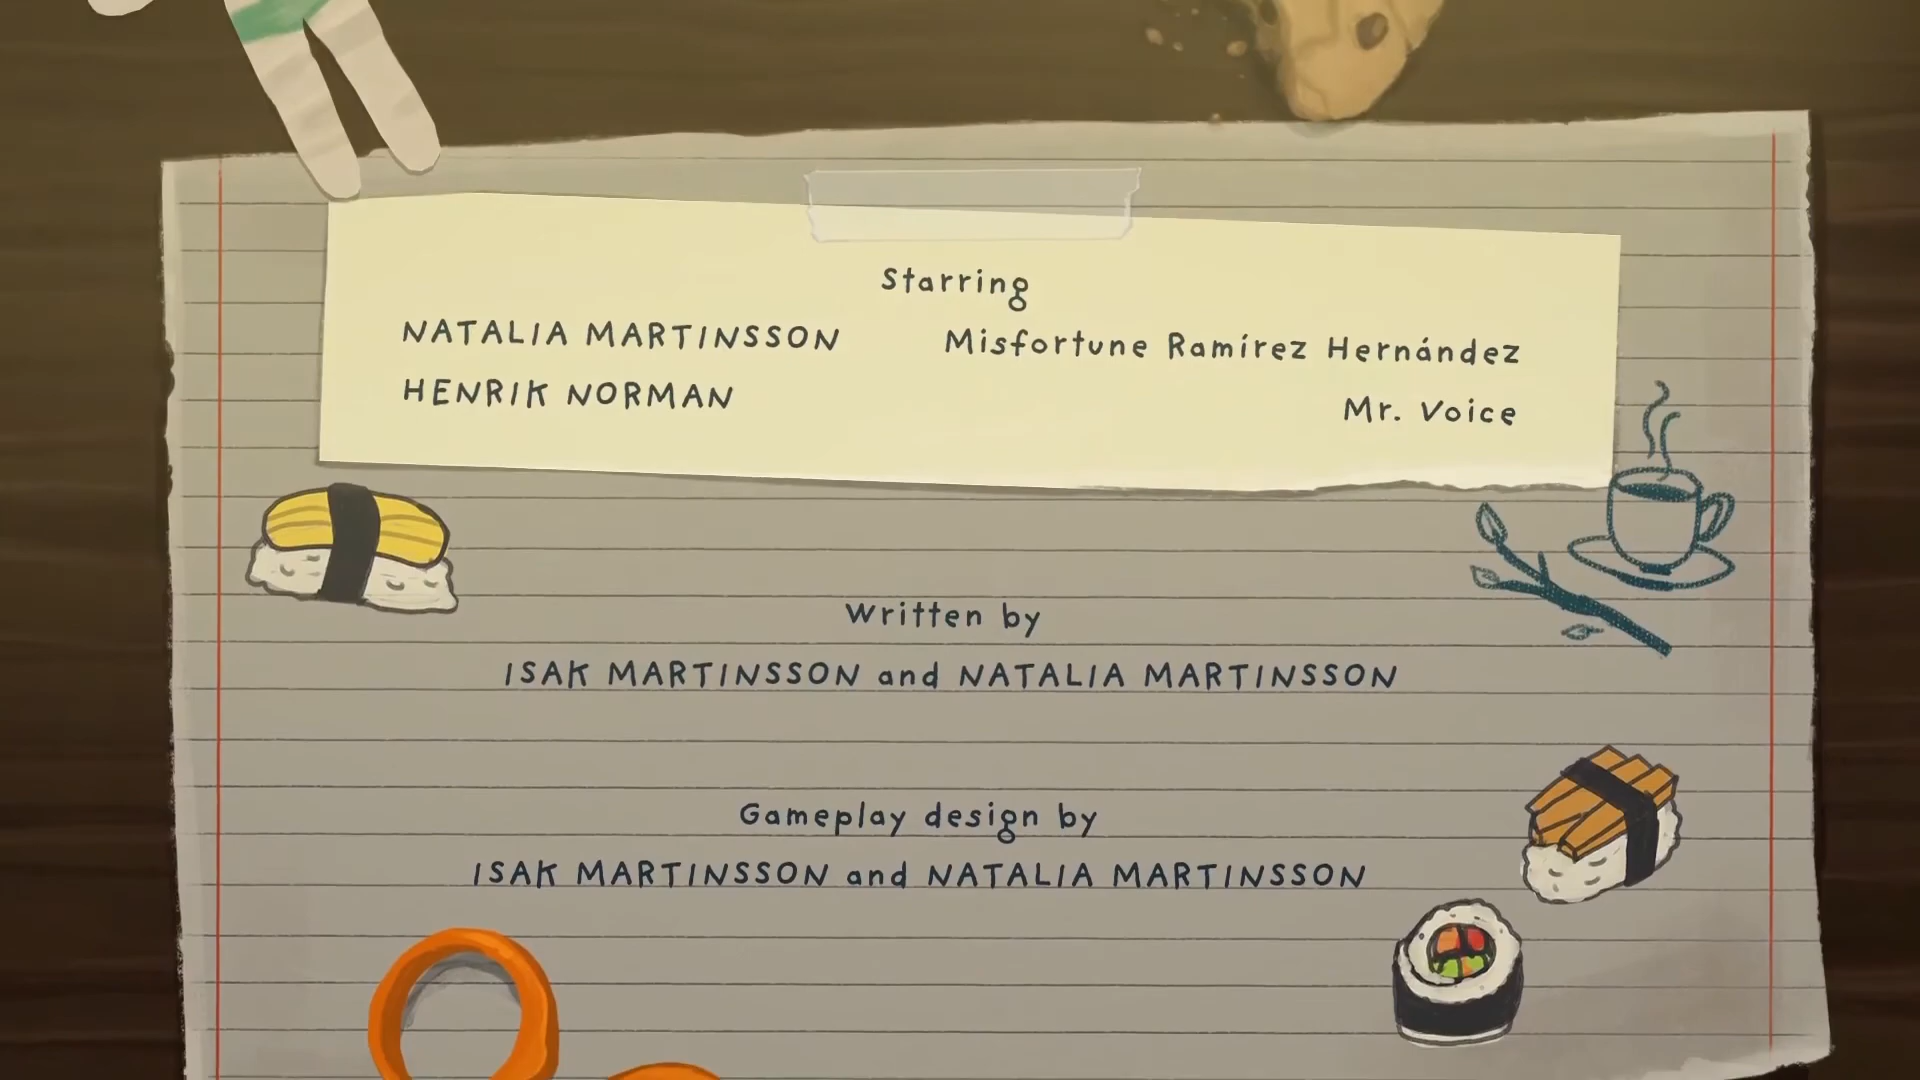 Starring
NATALIA MARTINSSON Misfortune Ramírez Hernández
HENRIK NORMAN Mr. Voice
Written by
ISAK MARTINSSON and NATALIA MARTINSSON
Gameplay design by
ISAK MARTINSSON and NATALIA MARTINSSON